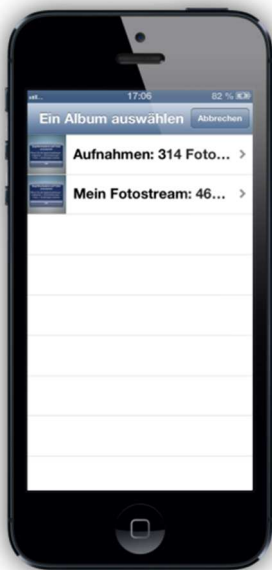 17:06
82 %
Ein Album auswählen
Abbrechen
Aufnahmen: 314 Foto...
Mein Fotostream: 46...